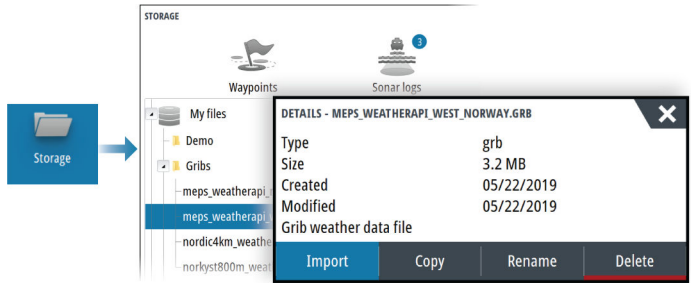 STORAGE
3
Waypoints
Sonar logs
Storage
My files
Demo
Gribs
meps_weatherapi_
meps_weatherapi_
nordic4km_weathe
norkyst800m_weat
DETAILS - MEPS_WEATHERAPI_WEST_NORWAY.GRB
Type grb
Size 3.2 MB
Created 05/22/2019
Modified 05/22/2019
Grib weather data file
Import Copy Rename Delete